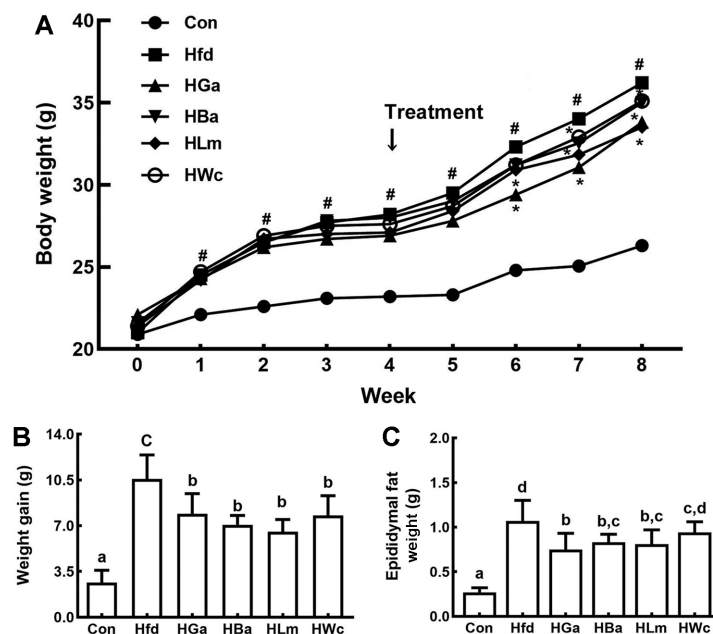 A
Con
Hfd
HGa
HBa
HLm
HWc
Treatment
↓
Body weight (g)
40
35
30
25
20
# # # # # # # #
* * * * * * * *
0 1 2 3 4 5 6 7 8
Week
B
Weight gain (g)
14.0
10.5
7.0
3.5
0.0
a C b b b b
Con Hfd HGa HBa HLm HWc
C
Epididymal fat
weight (g)
2.0
1.5
1.0
0.5
0.0
a d b b,c b,c c,d
Con Hfd HGa HBa HLm HWc